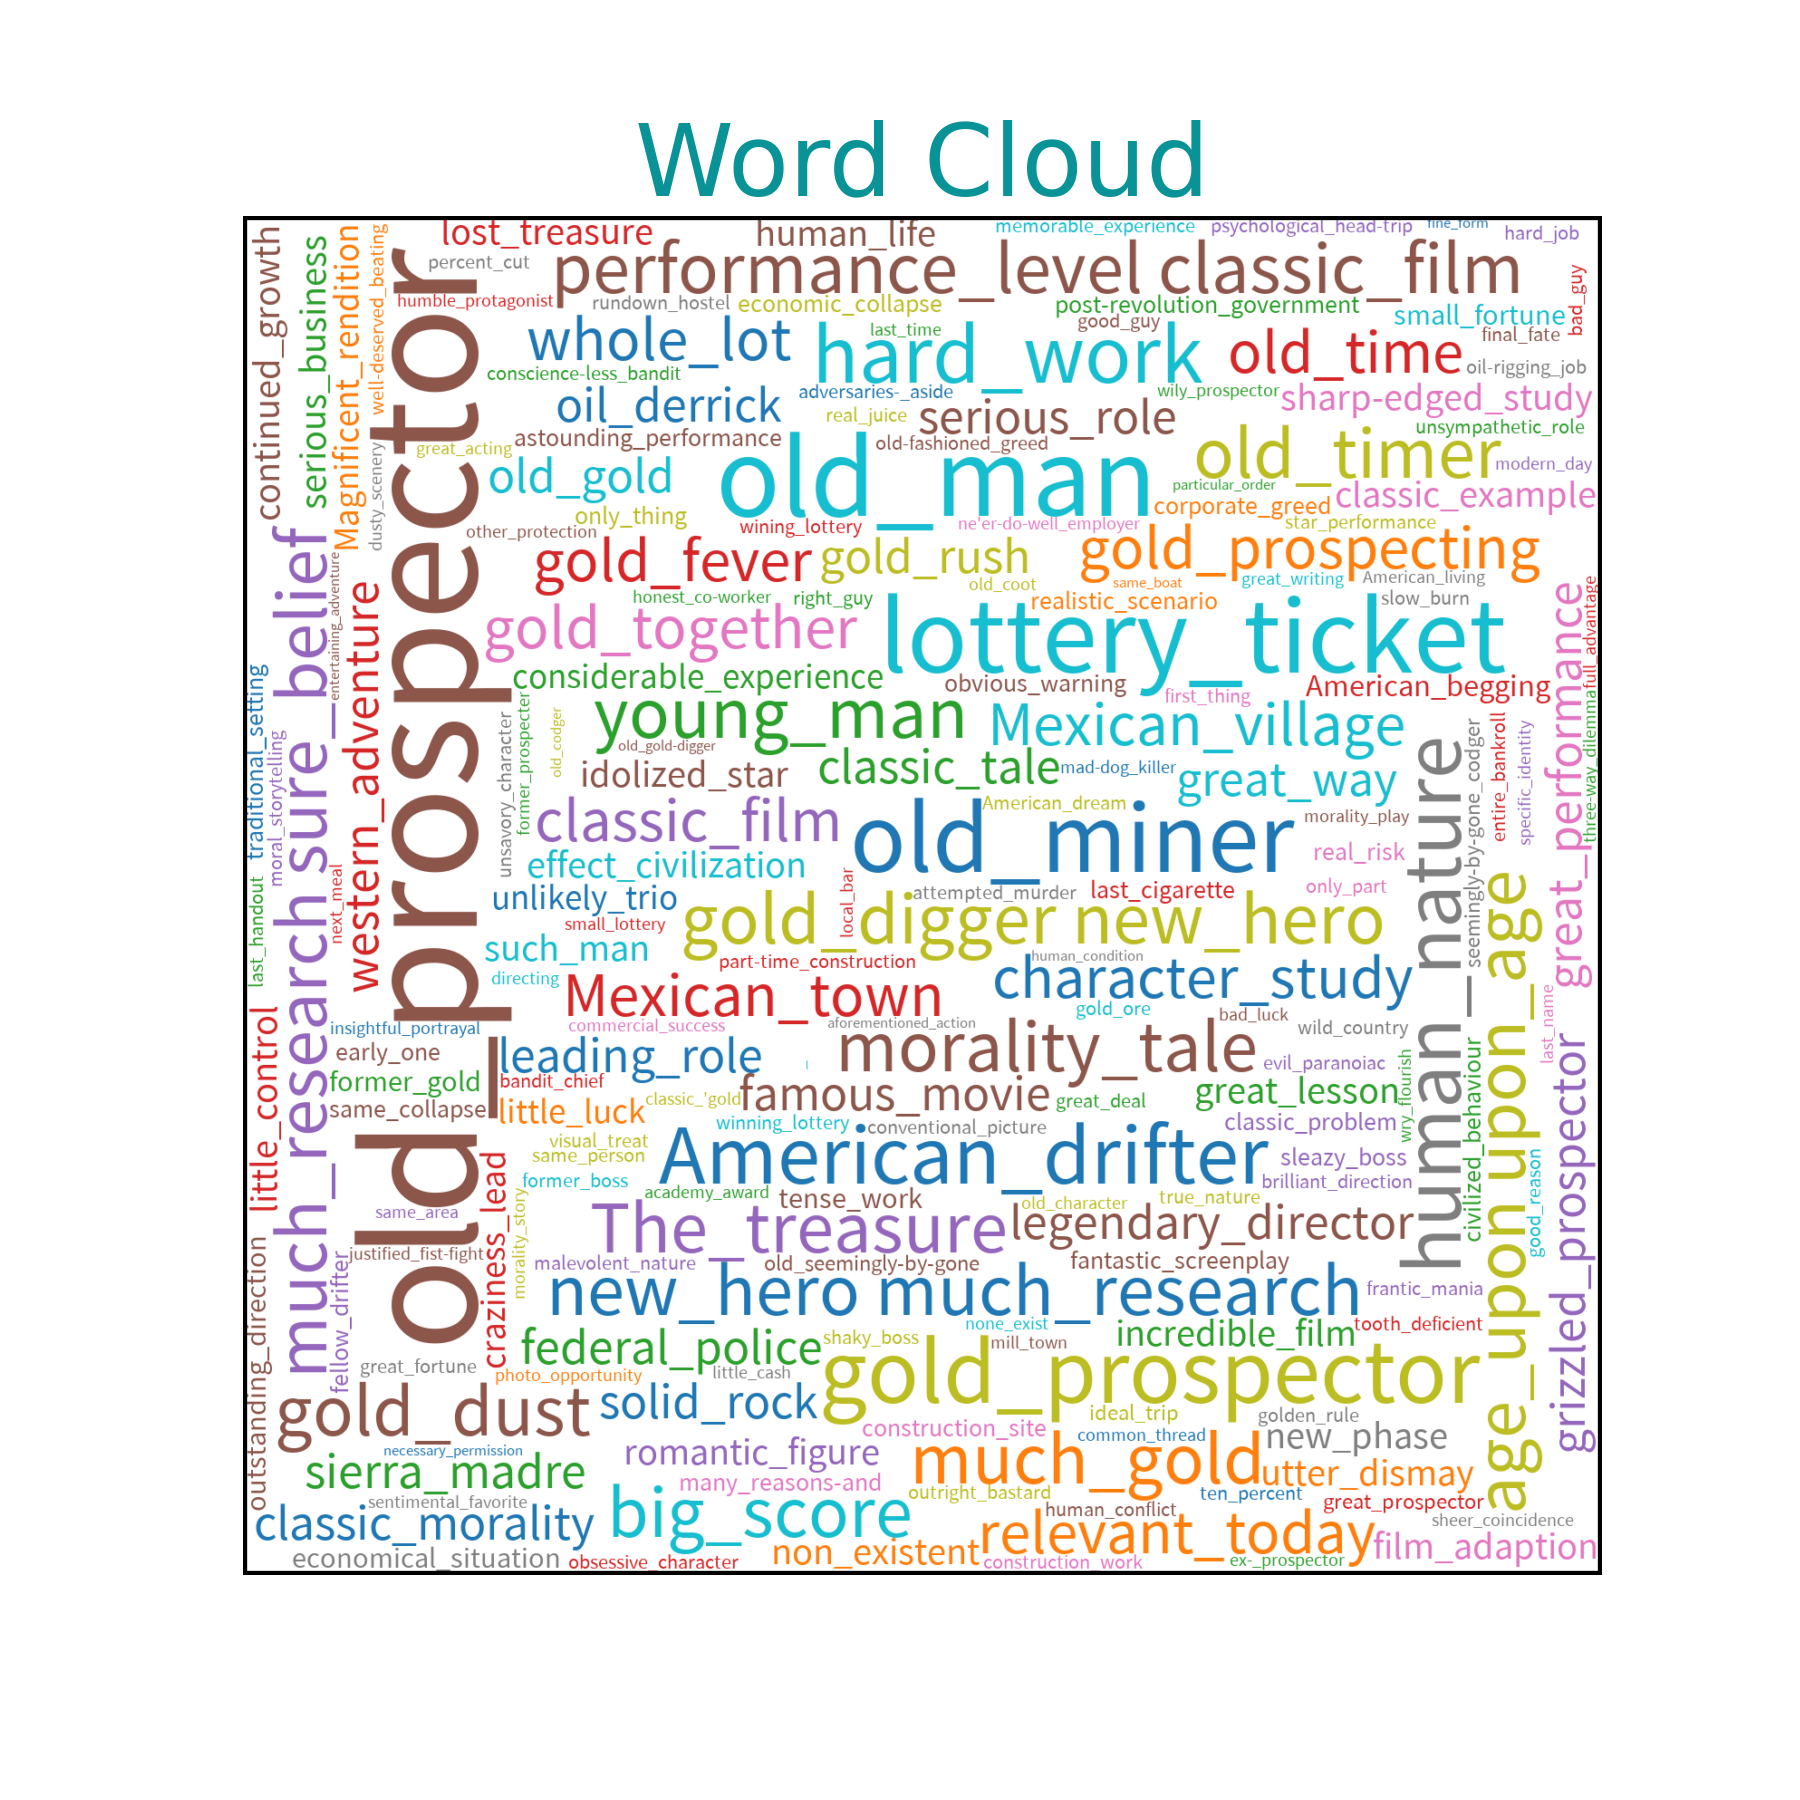 Word Cloud
lost_treasure
human_life
memorable_experience
psychological_head-trip
fine_form
hard_job
percent_cut
performance_level
classic_film
bad_guy
humble_protagonist
rundown_hostel
economic_collapse
post-revolution_government
small_fortune
whole_lot
last_time
good_guy
final_fate
hard_work
old_time
oil-rigging_job
conscience-less_bandit
adversaries-_aside
wily_prospector
sharp-edged_study
oil_derrick
real_juice
serious_role
unsympathetic_role
great_acting
astounding_performance
old-fashioned_greed
old_timer
modern_day
old_gold
old_man
particular_order
classic_example
corporate_greed
only_thing
wining_lottery
ne'er-do-well_employer
star_performance
other_protection
gold_fever
gold_rush
gold_prospecting
old_coot
same_boat
great_writing
American_living
honest_co-worker
right_guy
realistic_scenario
slow_burn
gold_together
lottery_ticket
considerable_experience
obvious_warning
first_thing
American_begging
young_man
Mexican_village
old_gold-digger
idolized_star
classic_tale
mad-dog_killer
great_way
classic_film
American_dream
old_miner
morality_play
effect_civilization
real_risk
unlikely_trio
attempted_murder
last_cigarette
only_part
small_lottery
gold_digger
local_bar
new_hero
such_man
part-time_construction
human_condition
directing
Mexican_town
character_study
gold_ore
bad_luck
wild_country
insightful_portrayal
commercial_success
aforementioned_action
early_one
leading_role
morality_tale
evil_paranoiac
former_gold
bandit_chief
famous_movie
great_deal
great_lesson
same_collapse
little_luck
classic_'gold
winning_lottery
conventional_picture
classic_problem
visual_treat
same_person
American_drifter
sleazy_boss
former_boss
academy_award
tense_work
old_character
true_nature
brilliant_direction
same_area
The_treasure
legendary_director
justified_fist-fight
malevolent_nature
old_seemingly-by-gone
fantastic_screenplay
new_hero
much_research
frantic_mania
none_exist
tooth_deficient
federal_police
shaky_boss
mill_town
incredible_film
great_fortune
photo_opportunity
little_cash
gold_prospector
gold_dust
solid_rock
ideal_trip
golden_rule
construction_site
common_thread
new_phase
necessary_permission
romantic_figure
much_gold
sierra_madre
many_reasons-and
outright_bastard
utter_dismay
ten_percent
sentimental_favorite
big_score
human_conflict
great_prospector
classic_morality
relevant_today
sheer_coincidence
economical_situation
obsessive_character
non_existent
construction_work
ex-_prospector
film_adaption
continued_growth
serious_business
Magnificent_rendition
well-deserved_beating
dusty_scenery
old_prospector
sure_belief
entertaining_adventure
western_adventure
traditional_setting
moral_storytelling
unsavory_character
former_prospecter
old_codger
last_handout
next_meal
much_research
little_control
craziness_lead
morality_story
outstanding_direction
fellow_drifter
human_nature
seemingly-by-gone_codger
entire_bankroll
specific_identity
great_performance
full_advantage
three-way_dilemma
age_upon
upon_age
last_name
wry_flourish
civilized_behaviour
good_reason
grizzled_prospector